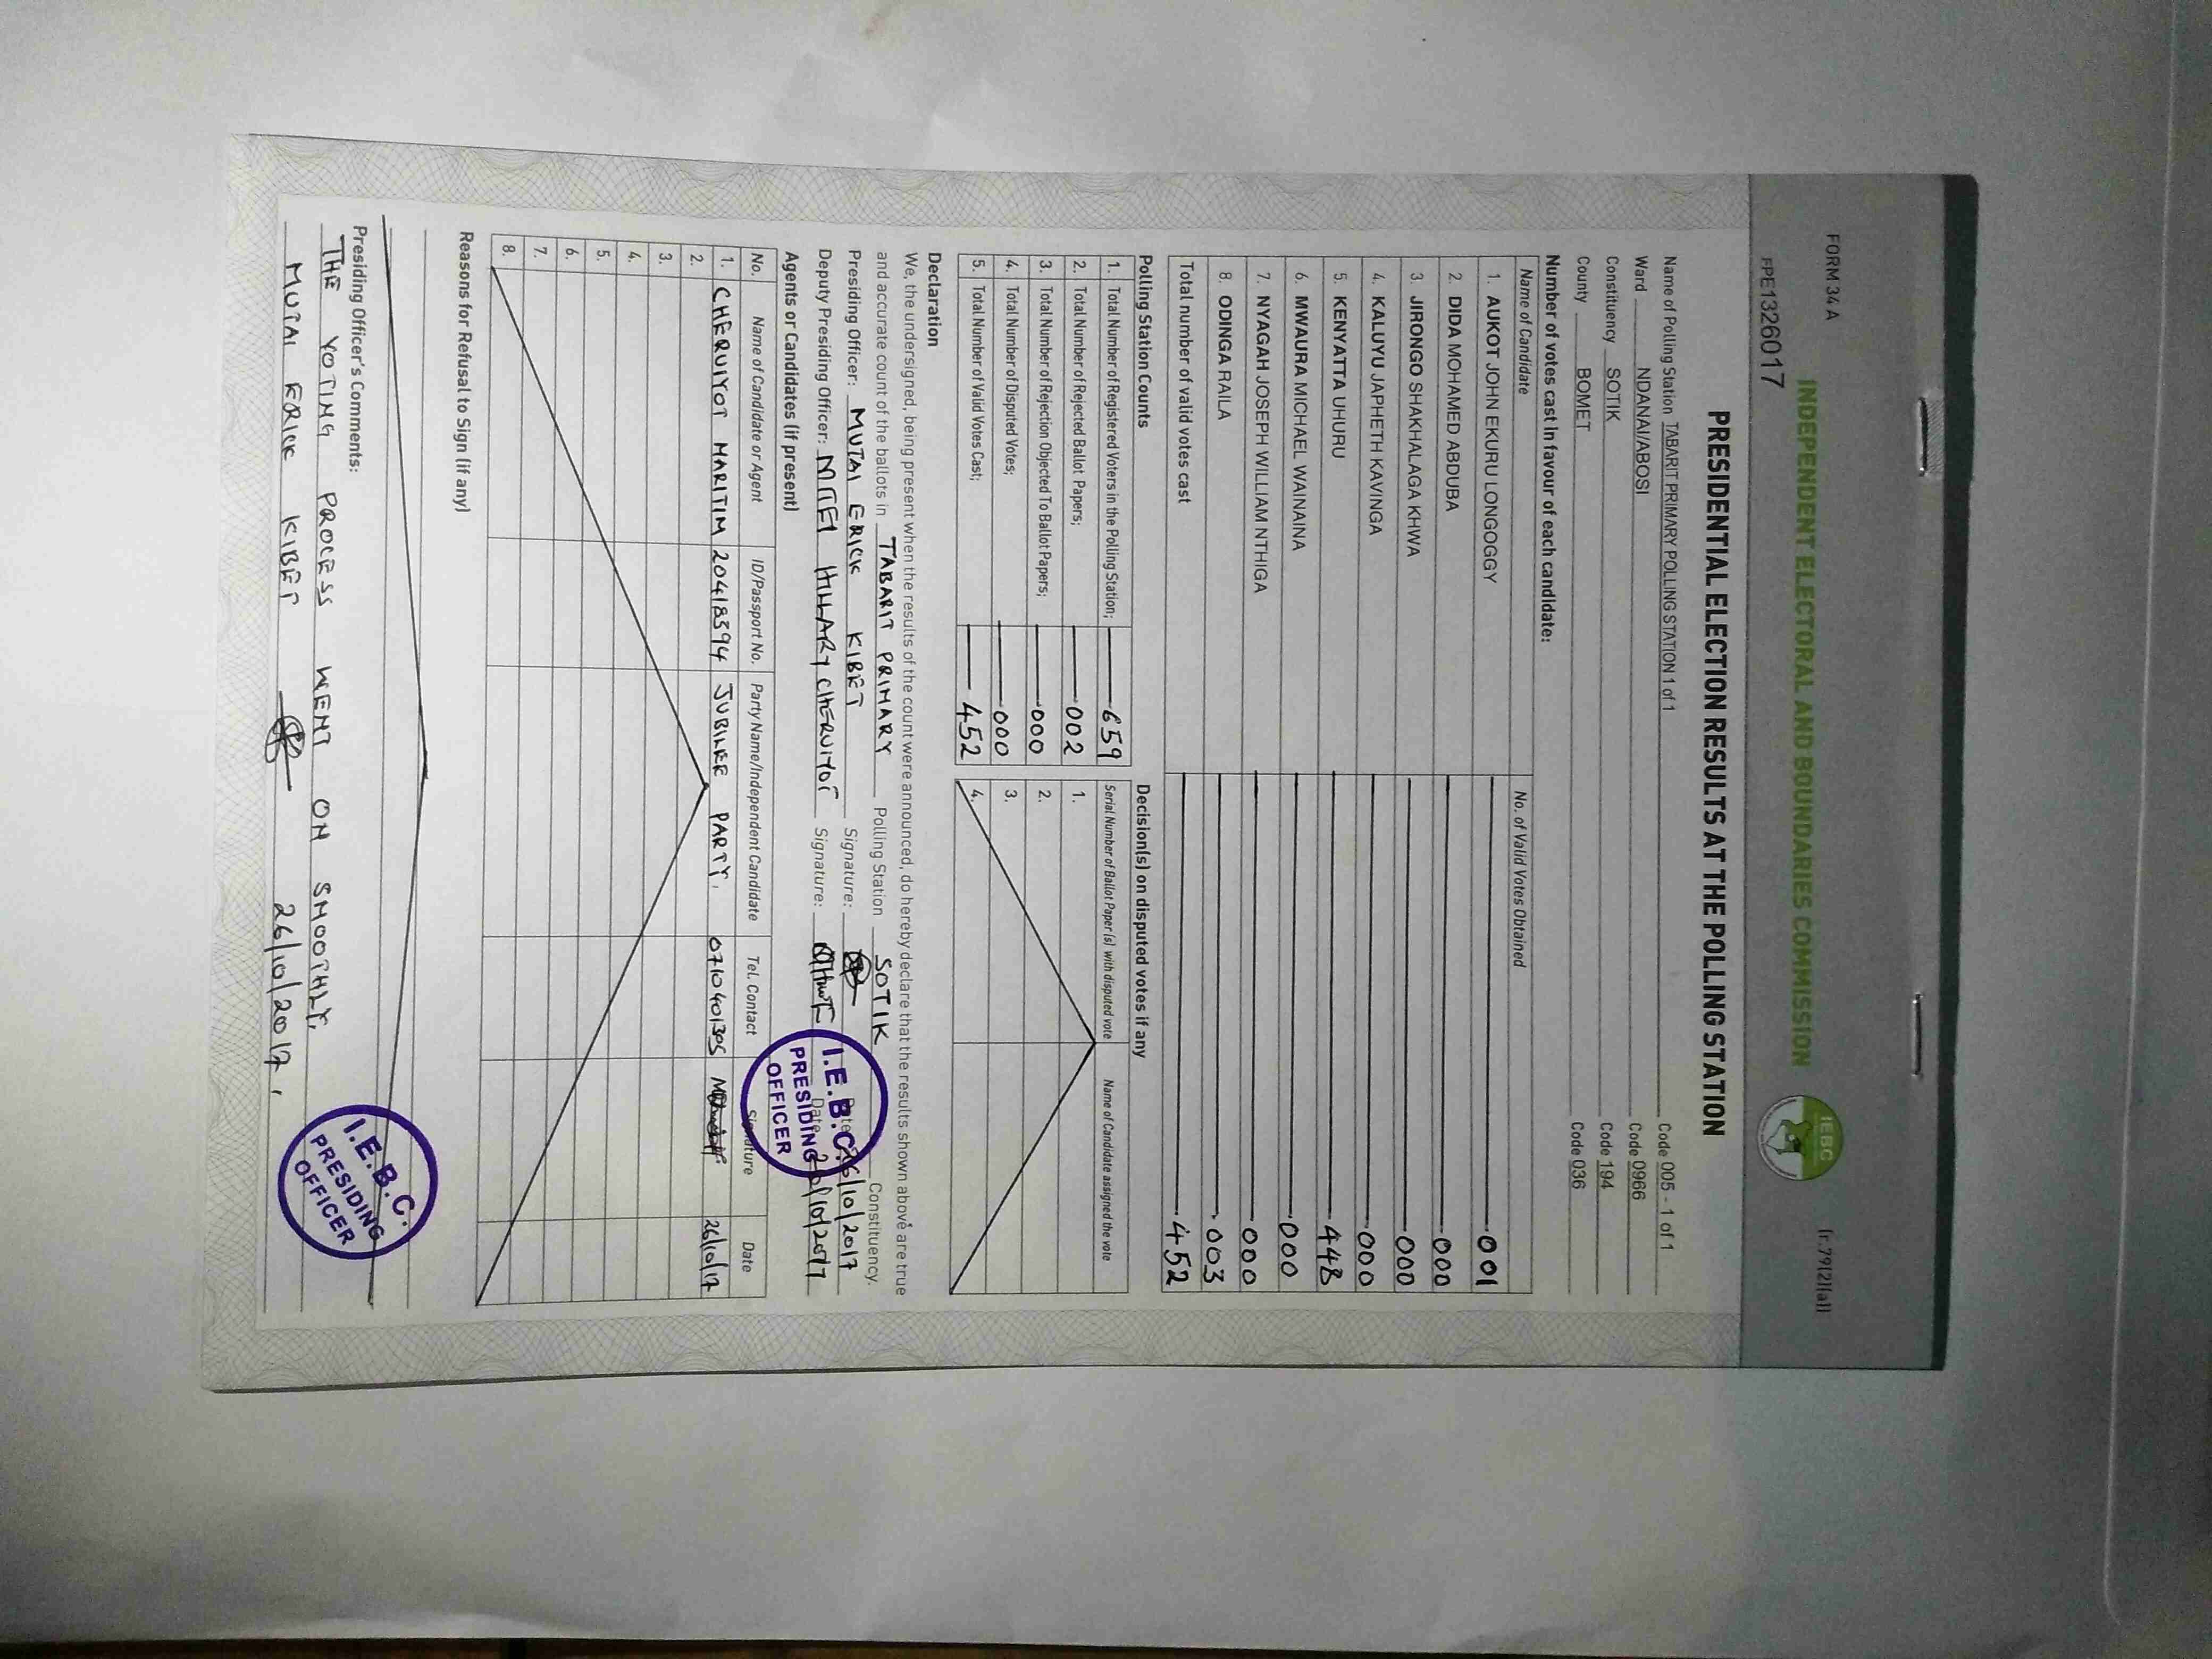 FORM 34 A (r.79(2)(a))
INDEPENDENT ELECTORAL AND BOUNDARIES COMMISSION
IEBC
FPE1326017
PRESIDENTIAL ELECTION RESULTS AT THE POLLING STATION
Name of Polling Station TABARIT PRIMARY POLLING STATION 1 of 1 Code 005 - 1 of 1
Ward NDANAI/ABOSI Code 0966
Constituency SOTIK Code 194
County BOMET Code 036
Number of votes cast in favour of each candidate:
Name of Candidate No. of Valid Votes Obtained
1. AUKOT JOHN EKURU LONGOGGY 001
2. DIDA MOHAMED ABDUBA 000
3. JIRONGO SHAKHALAGA KHWA 000
4. KALUYU JAPHETH KAVINGA 000
5. KENYATTA UHURU 448
6. MWAURA MICHAEL WAINAINA 000
7. NYAGAH JOSEPH WILLIAM NTHIGA 000
8. ODINGA RAILA 003
Total number of valid votes cast 452
Polling Station Counts
1. Total Number of Registered Voters in the Polling Station; 659
2. Total Number of Rejected Ballot Papers; 002
3. Total Number of Rejection Objected To Ballot Papers; 000
4. Total Number of Disputed Votes; 000
5. Total Number of Valid Votes Cast; 452
Decision(s) on disputed votes if any
Serial Number of Ballot Paper(s) with disputed vote Name of Candidate assigned the vote
1.
2.
3.
4.
Declaration
We, the undersigned, being present when the results of the count were announced, do hereby declare that the results shown above are true
and accurate count of the ballots in TABARIT PRIMARY Polling Station SOTIK Constituency.
Presiding Officer: MUTAI ERICK KIBET Signature: Date 26/10/2017
Deputy Presiding Officer: HILLARY CHERUIYOT Signature: Date 26/10/2017
I.E.B.C. PRESIDING OFFICER
Agents or Candidates (if present)
No. Name of Candidate or Agent ID/Passport No. Party Name/Independent Candidate Tel. Contact Signature Date
1. CHERUIYOT MARITIM 20418394 JUBILEE PARTY. 0710401305 26/10/17
2.
3.
4.
5.
6.
7.
8.
Reasons for Refusal to Sign (if any)
Presiding Officer's Comments:
THE VOTING PROCESS WENT ON SMOOTHLY.
MUTAI ERICK KIBET 26/10/2017.
I.E.B.C. PRESIDING OFFICER